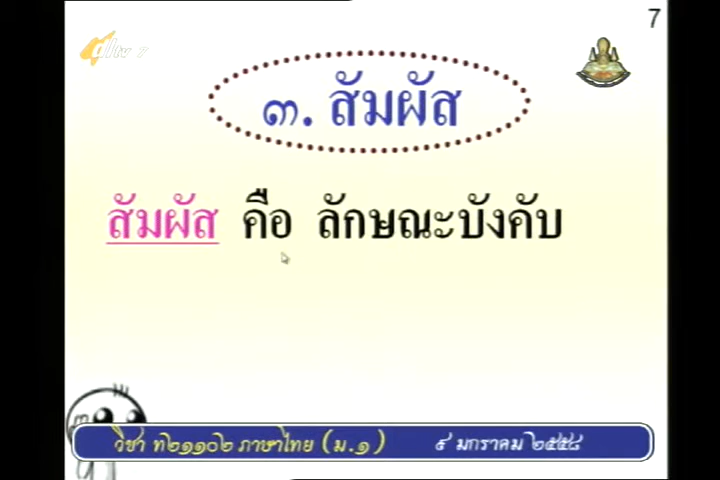 7
dltv 7
๓. สัมผัส
สัมผัส คือ ลักษณะบังคับ
วิชา ท๒๑๑๐๒ ภาษาไทย (ม.๑) ๙ มกราคม ๒๕๕๘